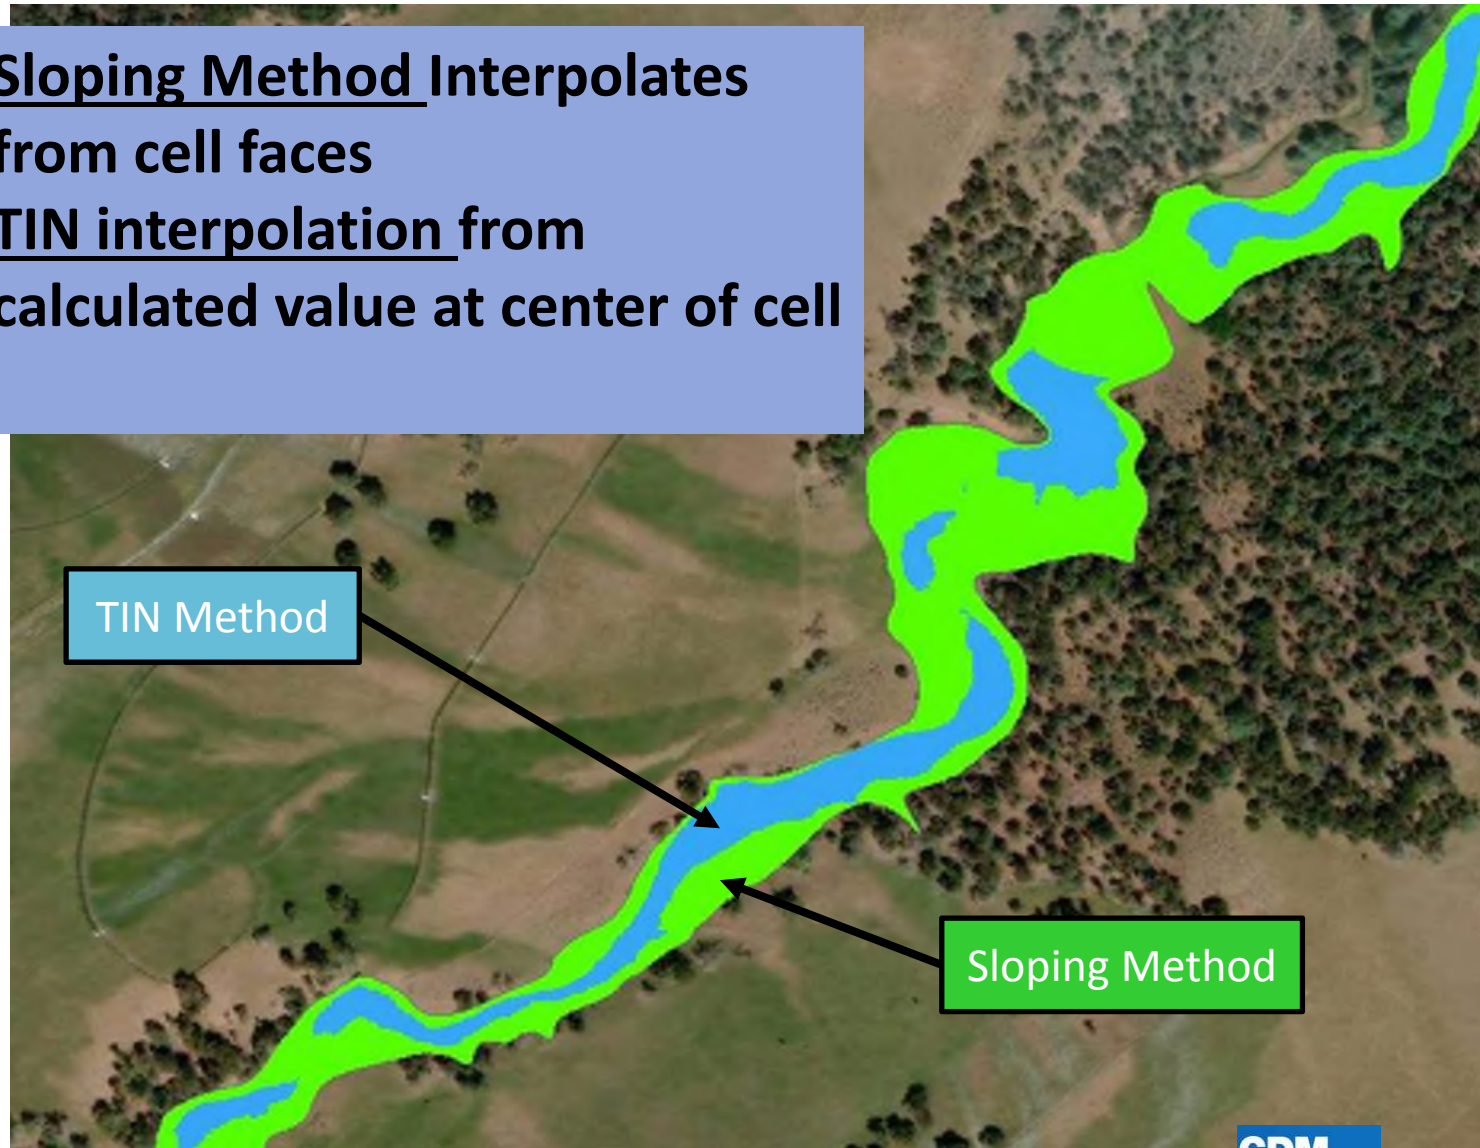 Sloping Method Interpolates
from cell faces
TIN interpolation from
calculated value at center of cell
TIN Method
Sloping Method
CDM